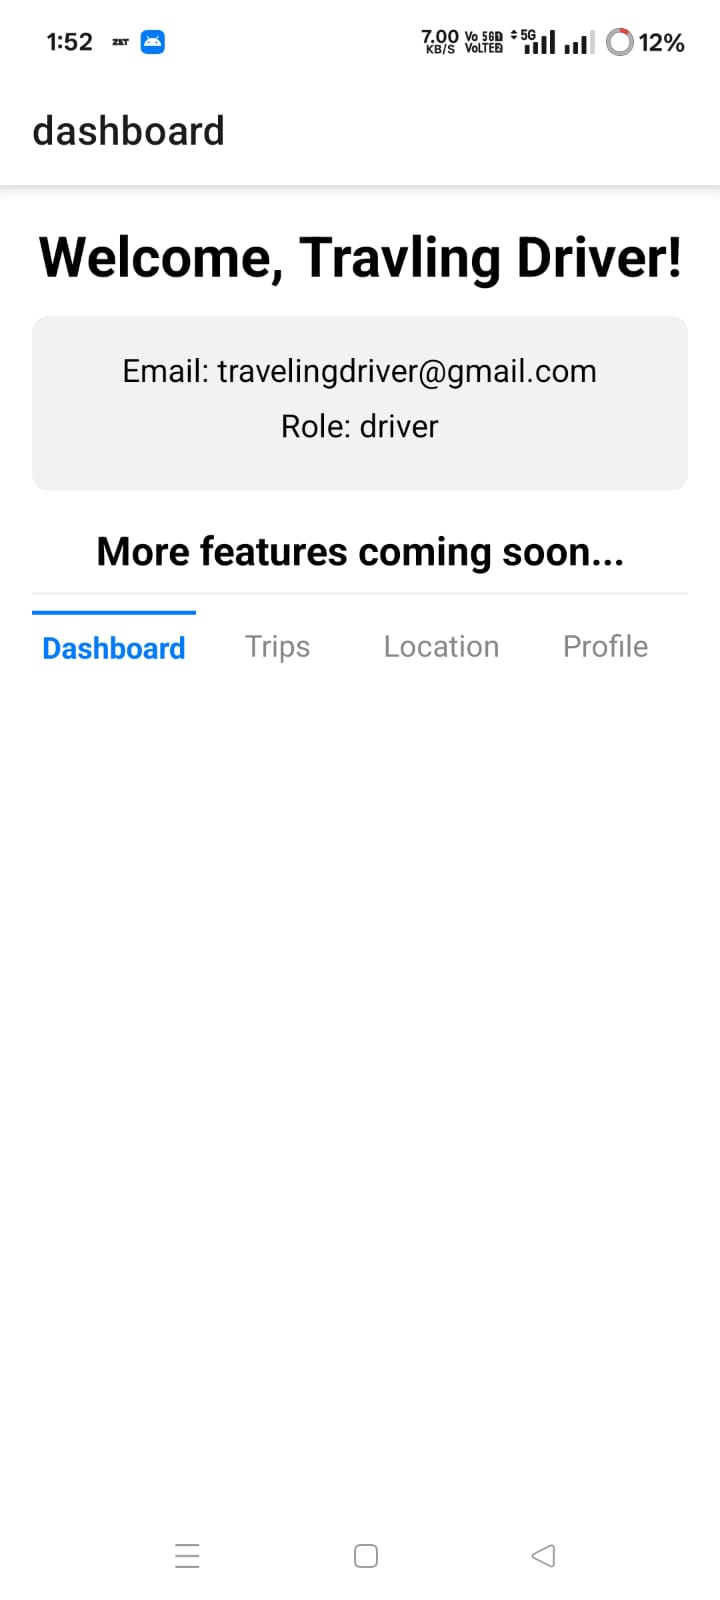 1:52 ZET 7.00 KB/S Vo 5G VoLTE 5G 12%
dashboard
Welcome, Travling Driver!
Email: travelingdriver@gmail.com
Role: driver
More features coming soon...
Dashboard Trips Location Profile